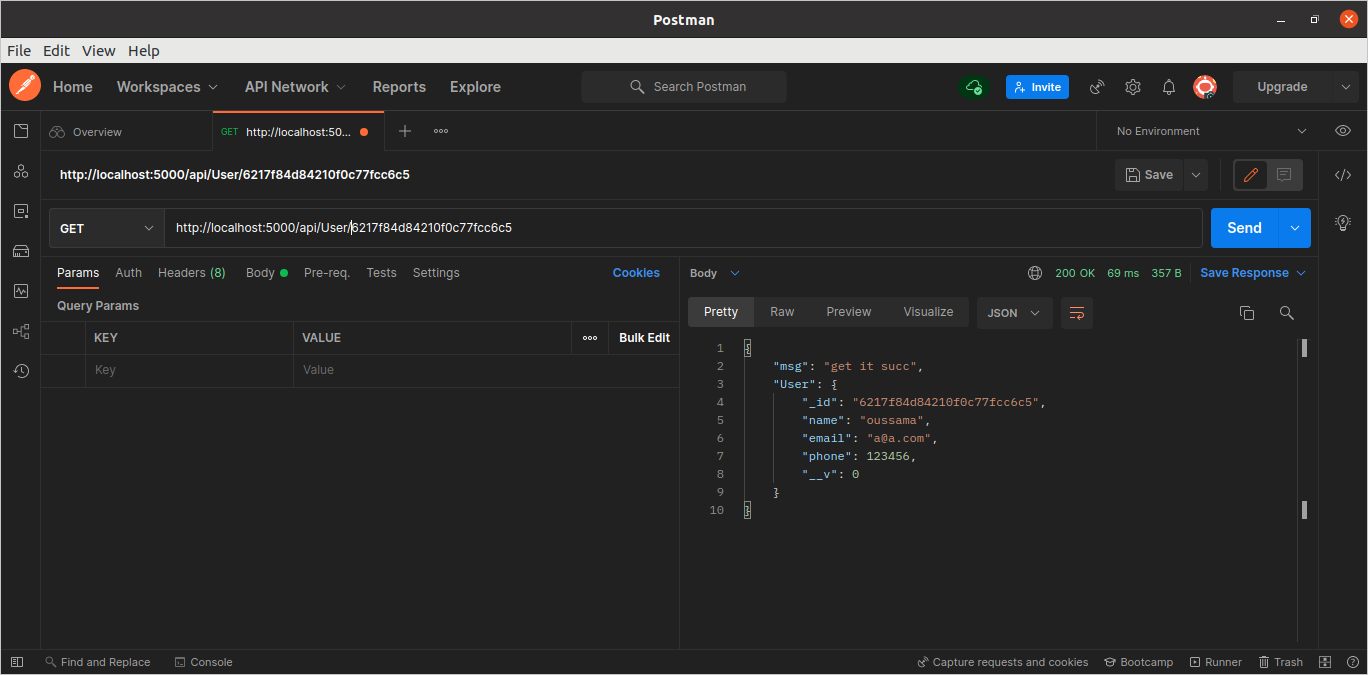 Postman
File Edit View Help
Home Workspaces API Network Reports Explore Search Postman Invite Upgrade
Overview GET http://localhost:50... No Environment
http://localhost:5000/api/User/6217f84d84210f0c77fcc6c5 Save
GET http://localhost:5000/api/User/6217f84d84210f0c77fcc6c5 Send
Params Auth Headers (8) Body Pre-req. Tests Settings Cookies
Query Params
KEY VALUE Bulk Edit
Key Value
Body 200 OK 69 ms 357 B Save Response
Pretty Raw Preview Visualize JSON
1 {
2 "msg": "get it succ",
3 "User": {
4 "_id": "6217f84d84210f0c77fcc6c5",
5 "name": "oussama",
6 "email": "a@a.com",
7 "phone": 123456,
8 "__v": 0
9 }
10 }
Find and Replace Console Capture requests and cookies Bootcamp Runner Trash